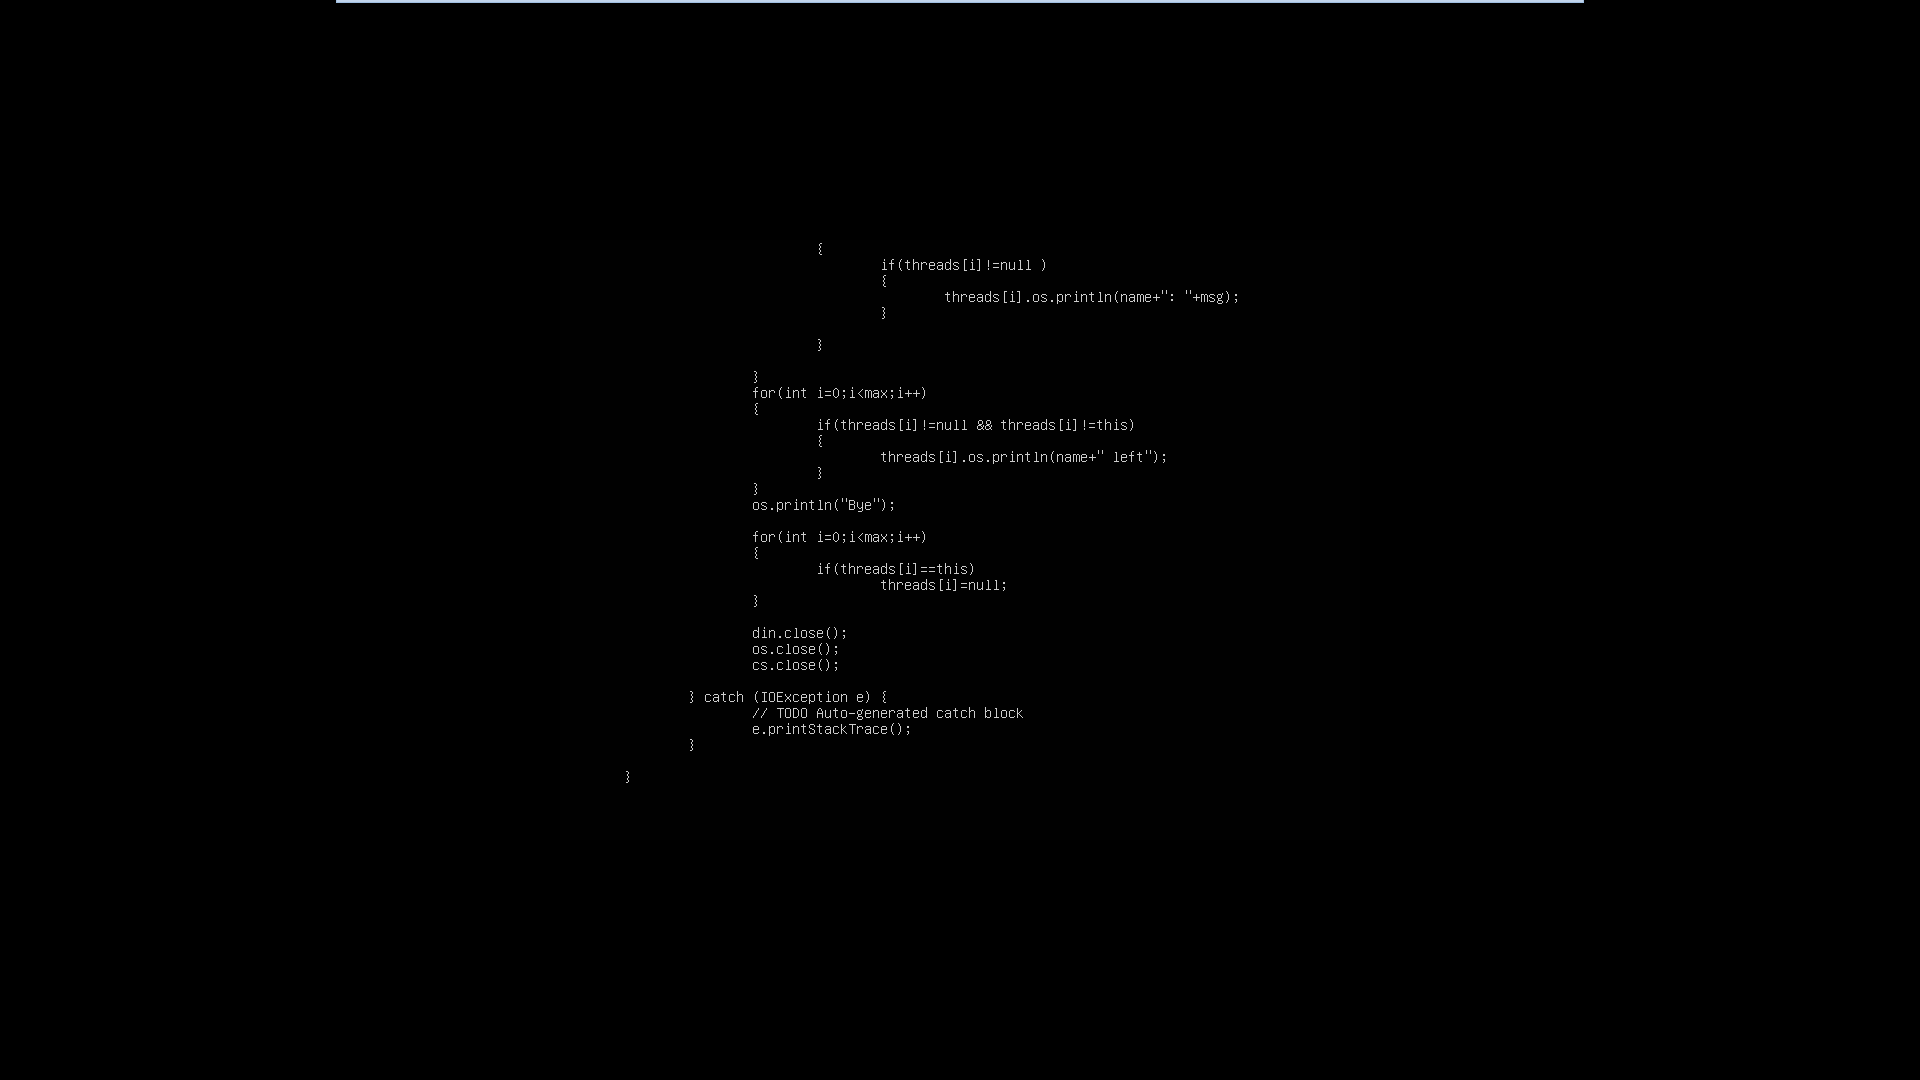 {
if(threads[i]!=null )
{
threads[i].os.println(name+": "+msg);
}
}
}
for(int i=0;i<max;i++)
{
if(threads[i]!=null && threads[i]!=this)
{
threads[i].os.println(name+" left");
}
}
os.println("Bye");
for(int i=0;i<max;i++)
{
if(threads[i]==this)
threads[i]=null;
}
din.close();
os.close();
cs.close();
} catch (IOException e) {
// TODO Auto-generated catch block
e.printStackTrace();
}
}